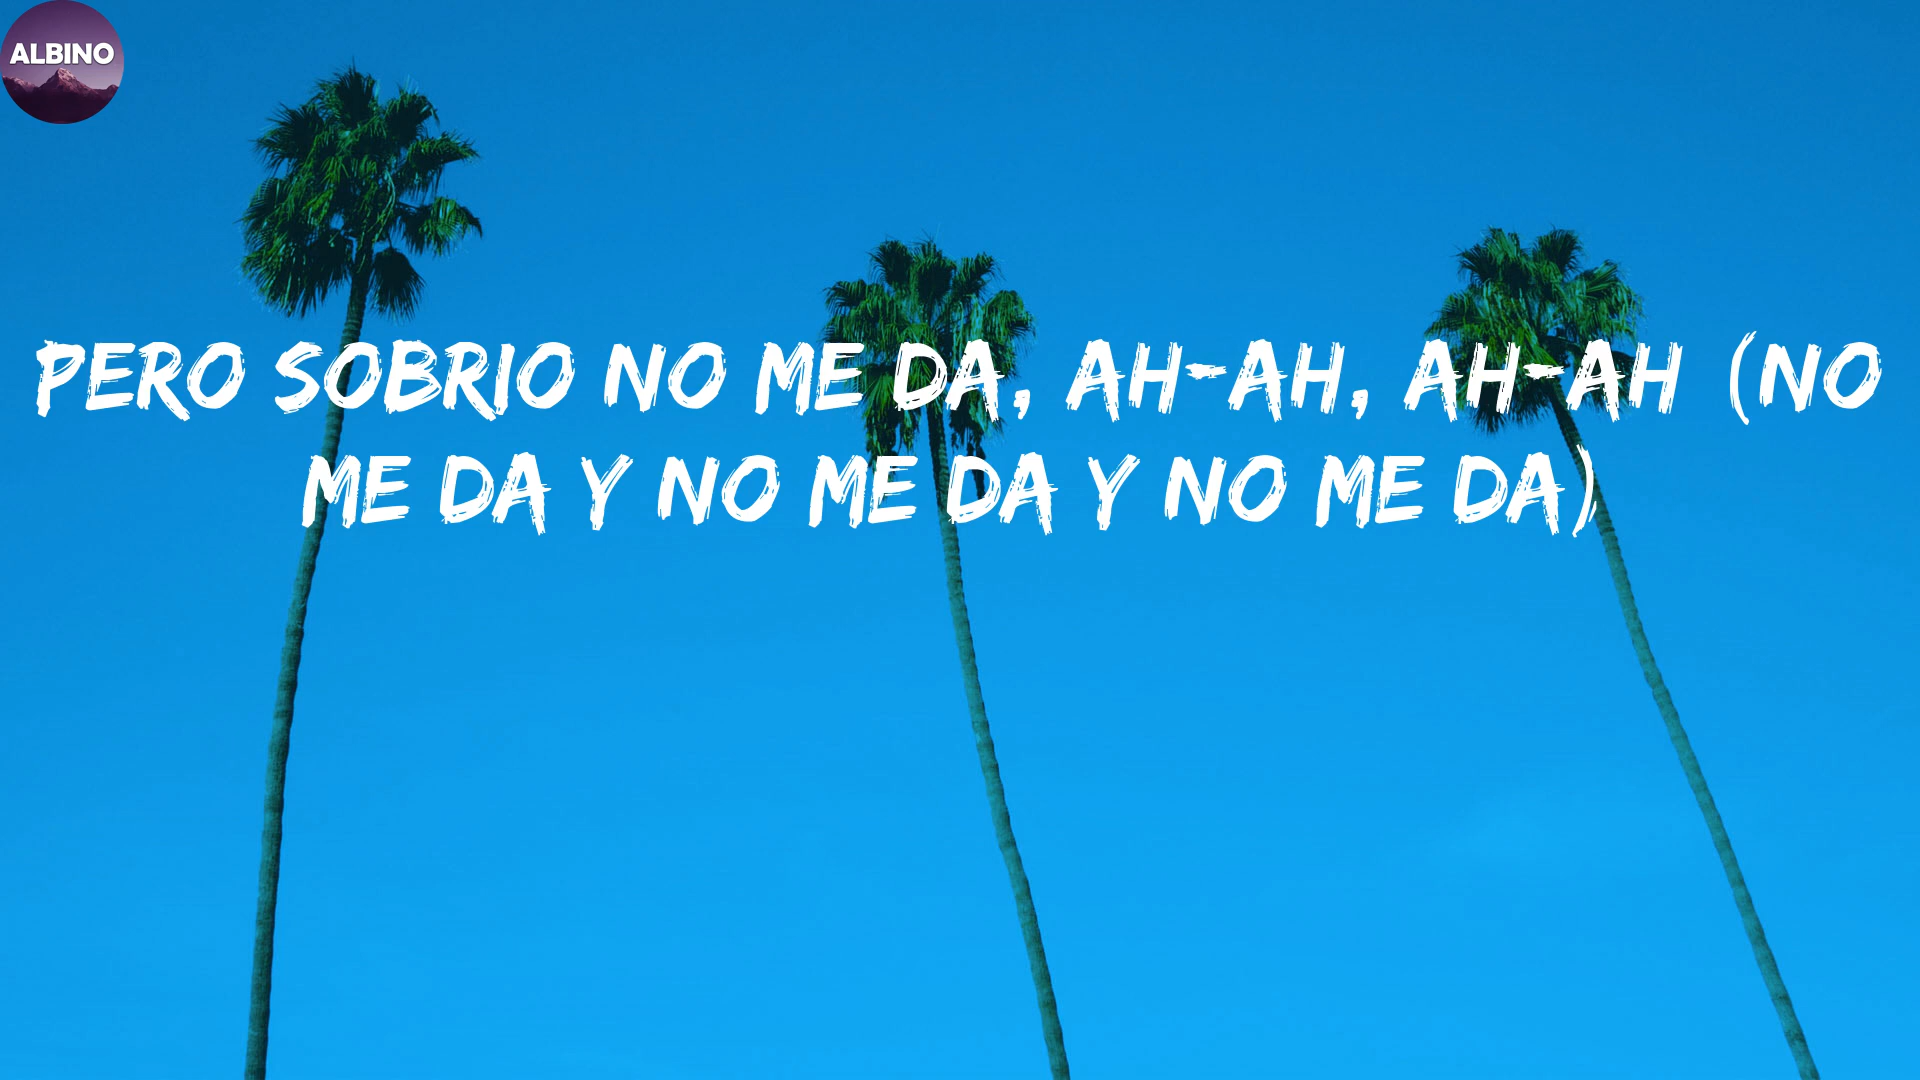 ALBINO
PERO SOBRIO NO ME DA, AH-AH, AH-AH (NO
ME DA Y NO ME DA Y NO ME DA)